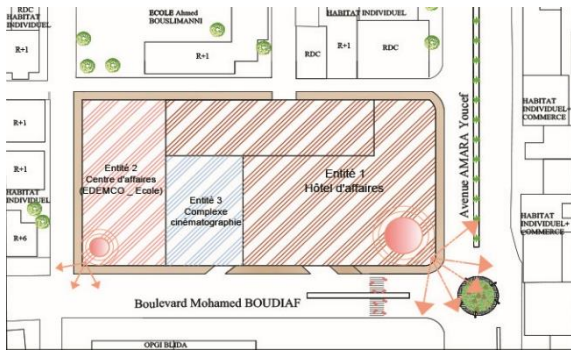 RDC
HABITAT
INDIVIDUEL
R+1
ECOLE Ahmed
BOUSLIMANNI
R+1
HABITAT INDIVIDUEL
RDC
R+1
RDC
HABITAT
INDIVIDUEL+
COMMERCE
R+1
R+1
HABITAT
INDIVIDUEL
R+6
Entité 2
Centre d'affaires
(EDEMCO _ Ecole)
Entité 3
Complexe
cinématographie
Entité 1
Hôtel d'affaires
Avenue AMARA Youcef
HABITAT
INDIVIDUEL+
COMMERCE
Boulevard Mohamed BOUDIAF
OPGI BLIDA